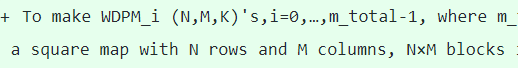 + To make WDPM_i (N,M,K)'s,i=0,…,m_total-1, where m_
a square map with N rows and M columns, N×M blocks